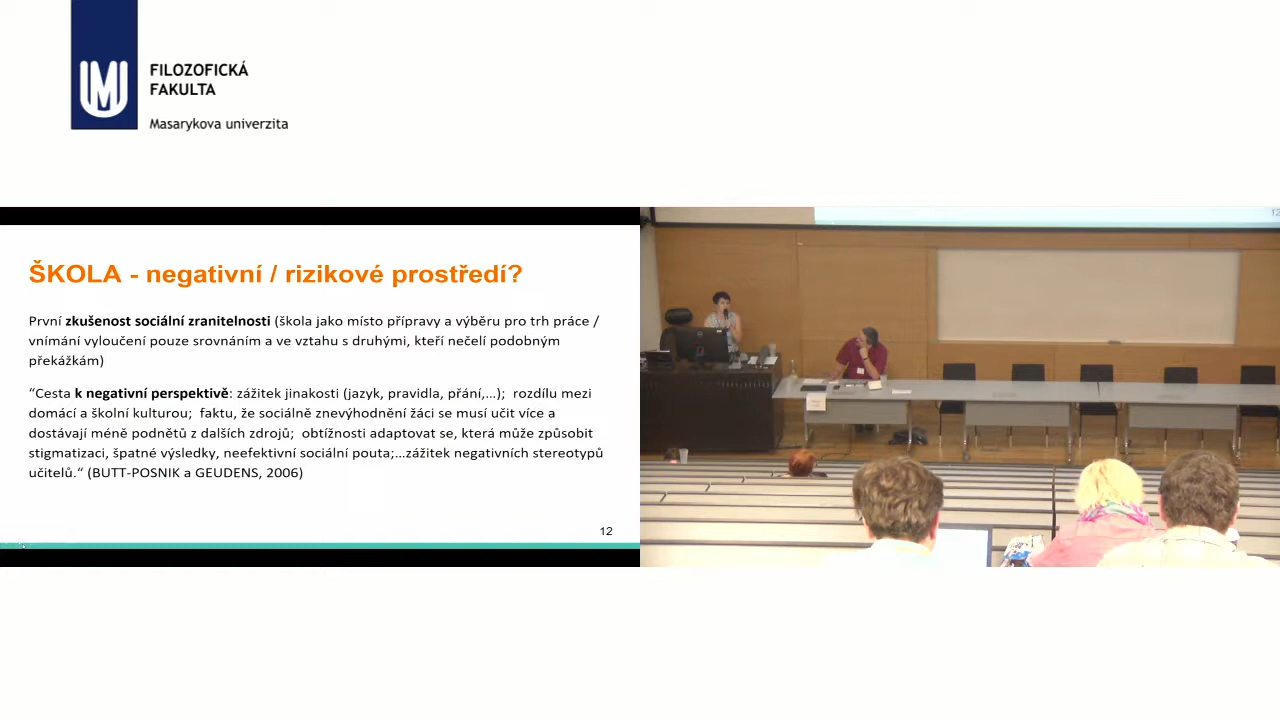 FILOZOFICKÁ
FAKULTA
Masarykova univerzita
ŠKOLA - negativní / rizikové prostředí?
První zkušenost sociální zranitelnosti (škola jako místo přípravy a výběru pro trh práce /
vnímání vyloučení pouze srovnáním a ve vztahu s druhými, kteří nečelí podobným
překážkám)
“Cesta k negativní perspektivě: zážitek jinakosti (jazyk, pravidla, přání,...); rozdílu mezi
domácí a školní kulturou; faktu, že sociálně znevýhodnění žáci se musí učit více a
dostávají méně podnětů z dalších zdrojů; obtížnosti adaptovat se, která může způsobit
stigmatizaci, špatné výsledky, neefektivní sociální pouta;...zážitek negativních stereotypů
učitelů.“ (BUTT-POSNIK a GEUDENS, 2006)
12
12